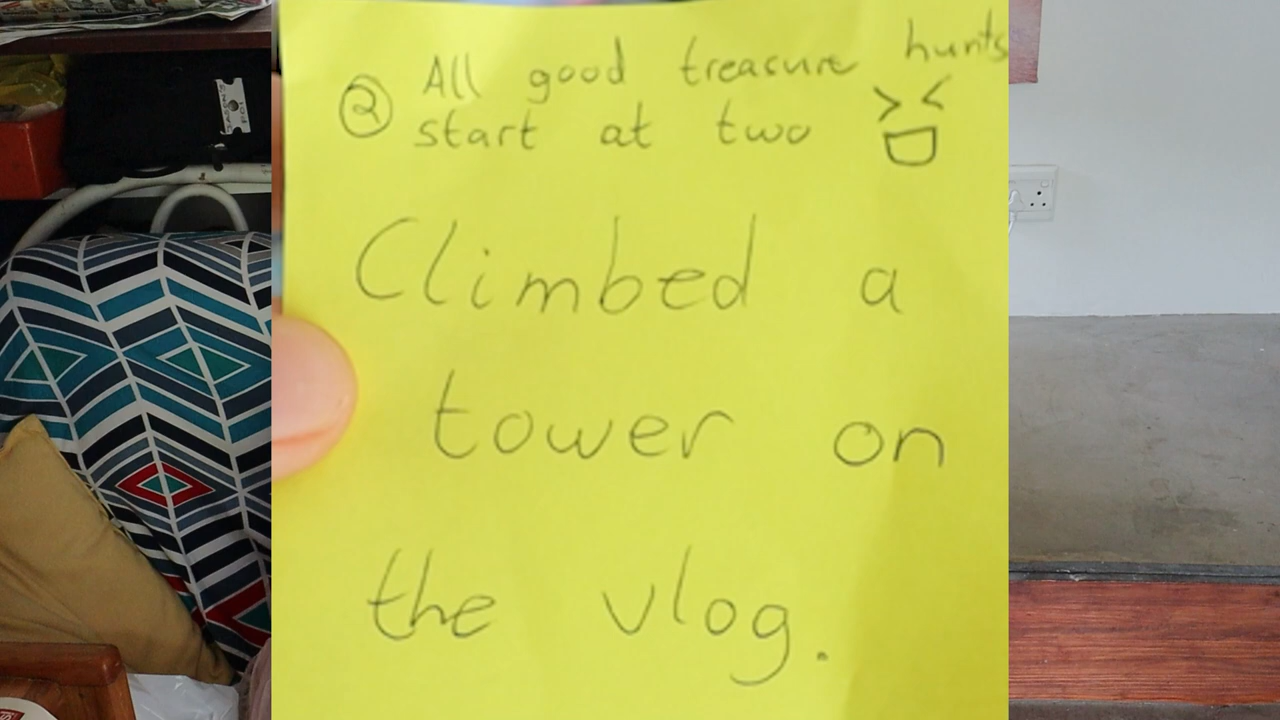 ② All good treasure hunts
start at two
Climbed a
tower on
the vlog.